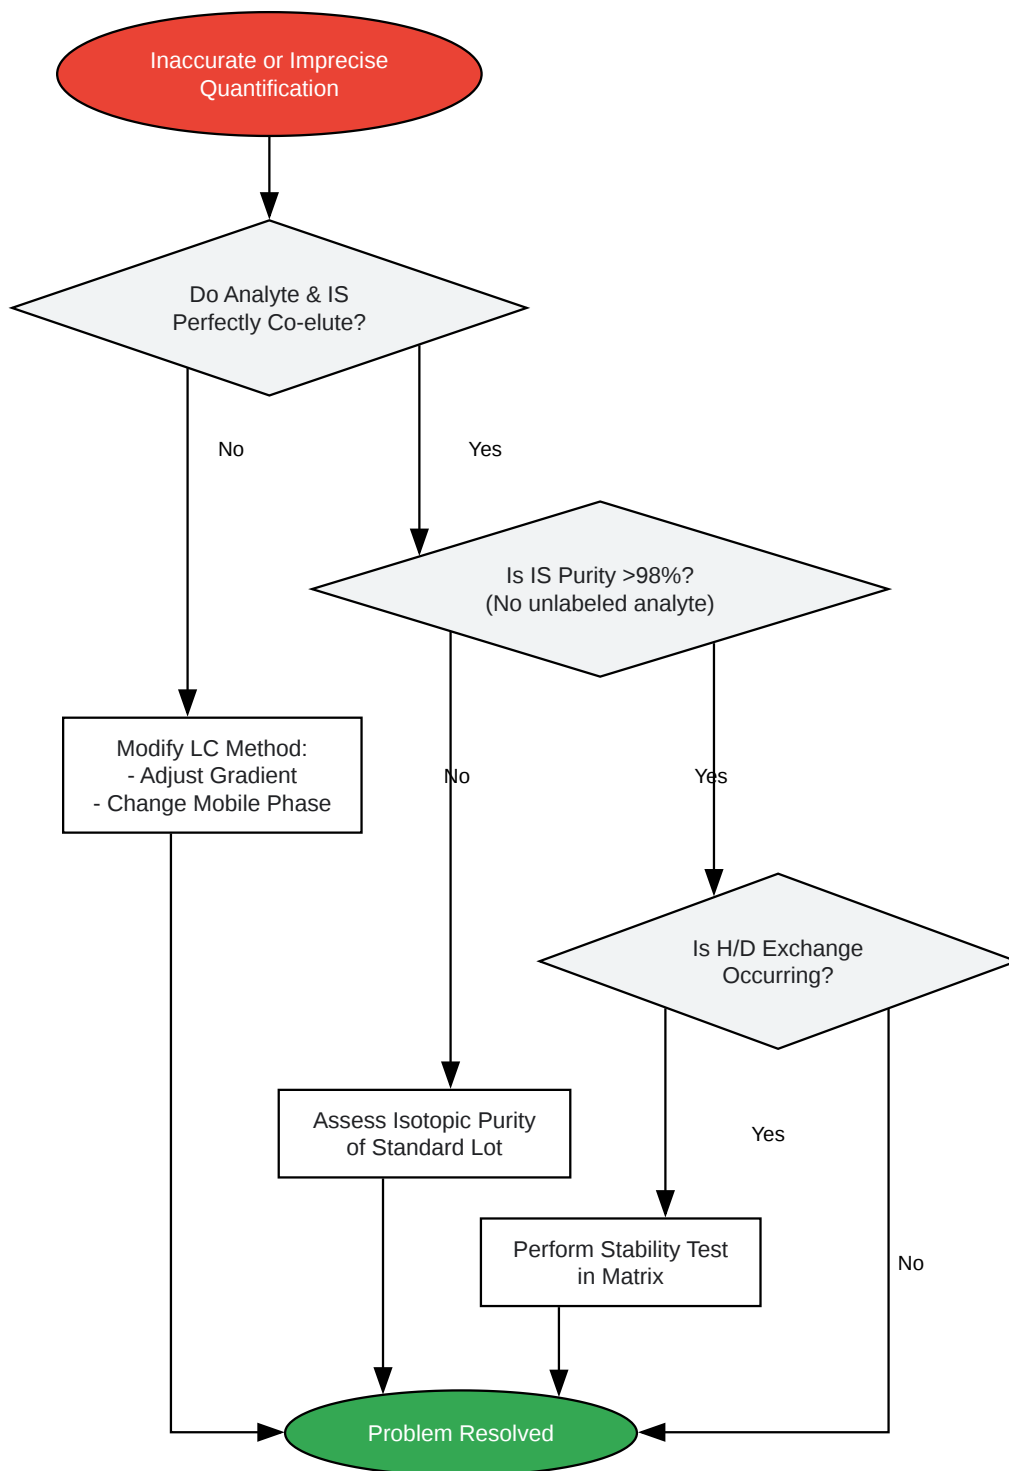 Inaccurate or Imprecise
Quantification
Do Analyte & IS
Perfectly Co-elute?
No
Yes
Is IS Purity >98%?
(No unlabeled analyte)
Modify LC Method:
- Adjust Gradient
- Change Mobile Phase
No
Yes
Is H/D Exchange
Occurring?
Assess Isotopic Purity
of Standard Lot
Yes
Perform Stability Test
in Matrix
No
Problem Resolved